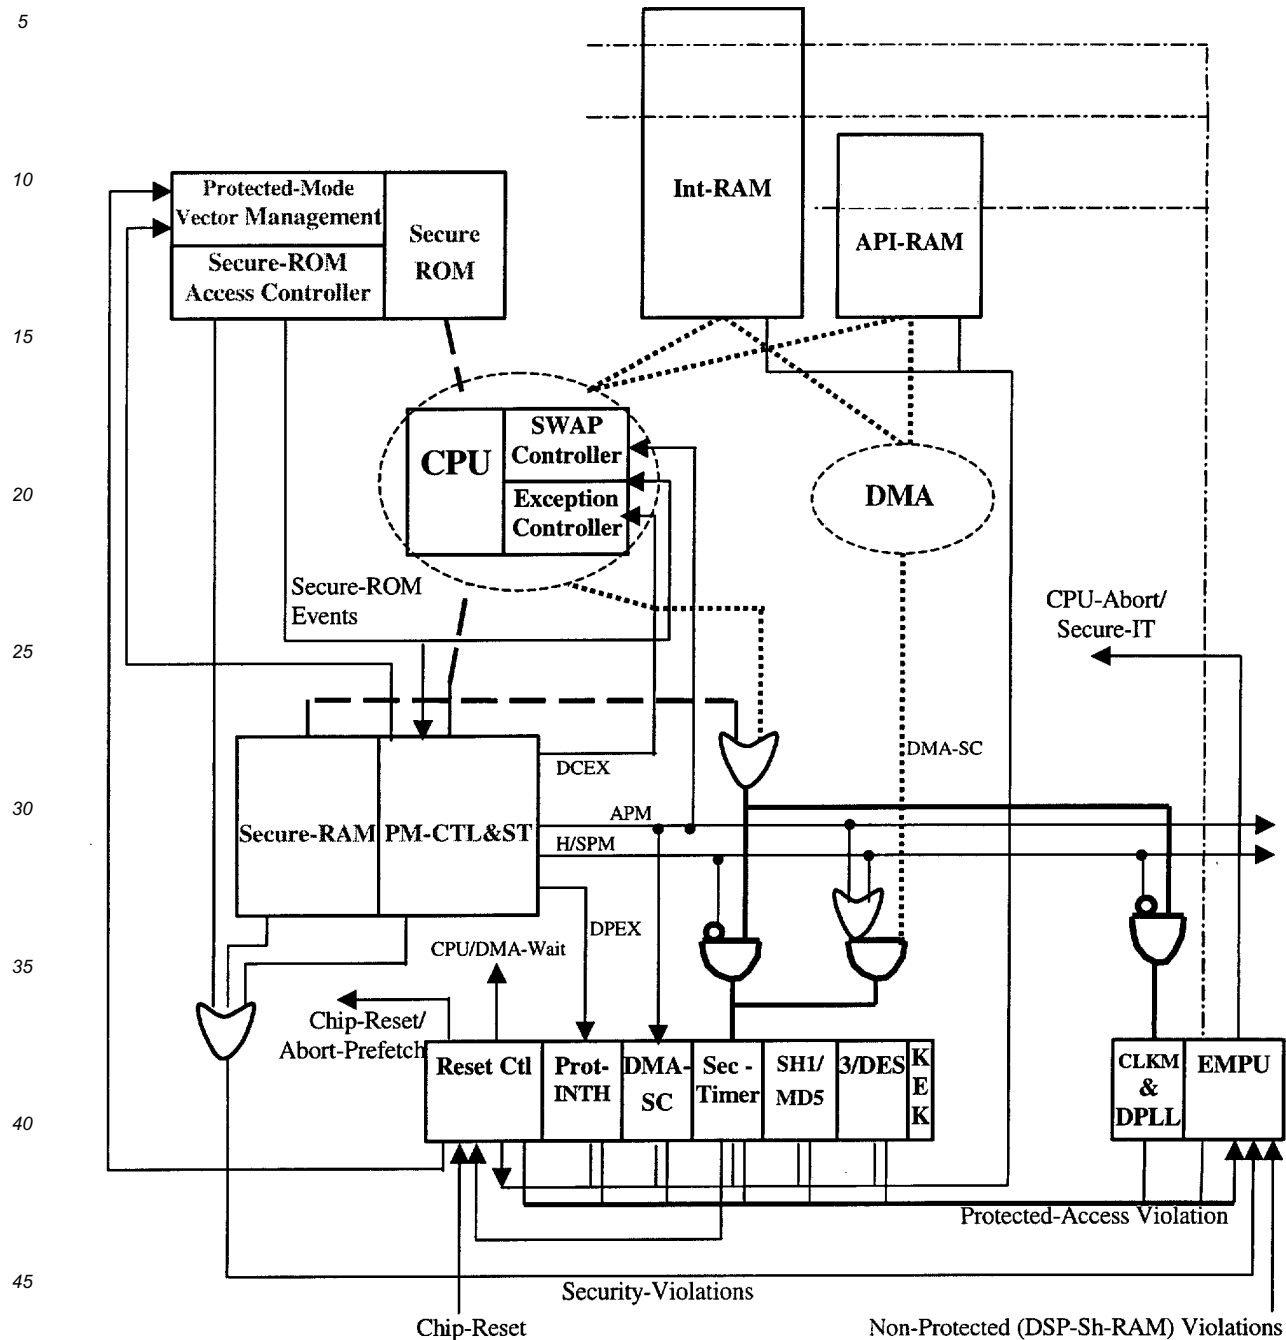 5
10
Protected-Mode
Vector Management
Secure
ROM
Secure-ROM
Access Controller
Int-RAM
API-RAM
15
CPU
SWAP
Controller
Exception
Controller
DMA
20
Secure-ROM
Events
CPU-Abort/
Secure-IT
25
DCEX
DMA-SC
30
Secure-RAM
PM-CTL&ST
APM
H/SPM
DPEX
CPU/DMA-Wait
35
Chip-Reset/
Abort-Prefetch
Reset Ctl
Prot-
INTH
DMA-
SC
Sec -
Timer
SH1/
MD5
3/DES
K
E
K
CLKM
&
DPLL
EMPU
40
Protected-Access Violation
45
Security-Violations
Chip-Reset
Non-Protected (DSP-Sh-RAM) Violations